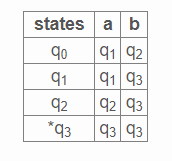 states a b
q0 q1 q2
q1 q1 q3
q2 q2 q3
*q3 q3 q3